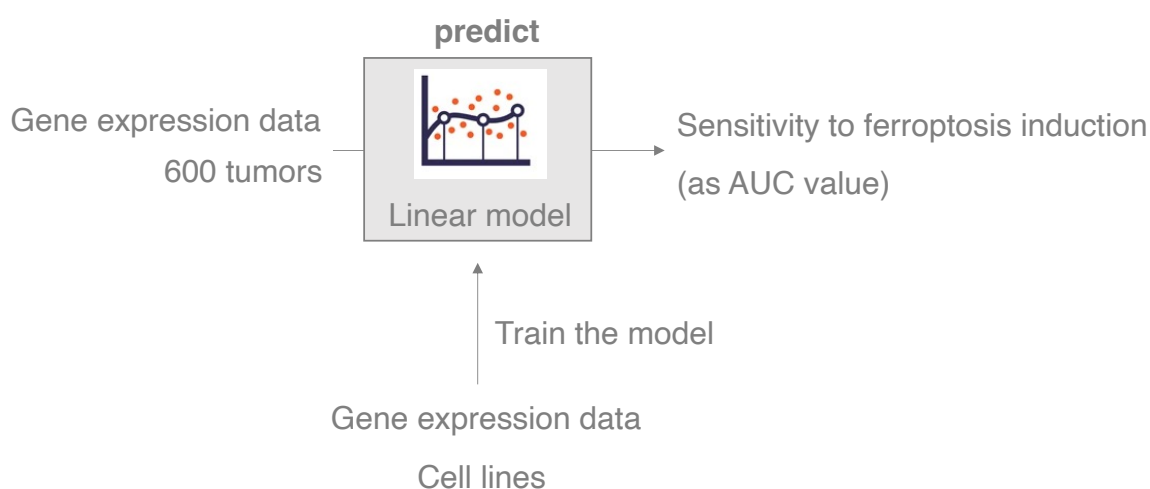 predict
Gene expression data
600 tumors
Linear model
Sensitivity to ferroptosis induction
(as AUC value)
Train the model
Gene expression data
Cell lines